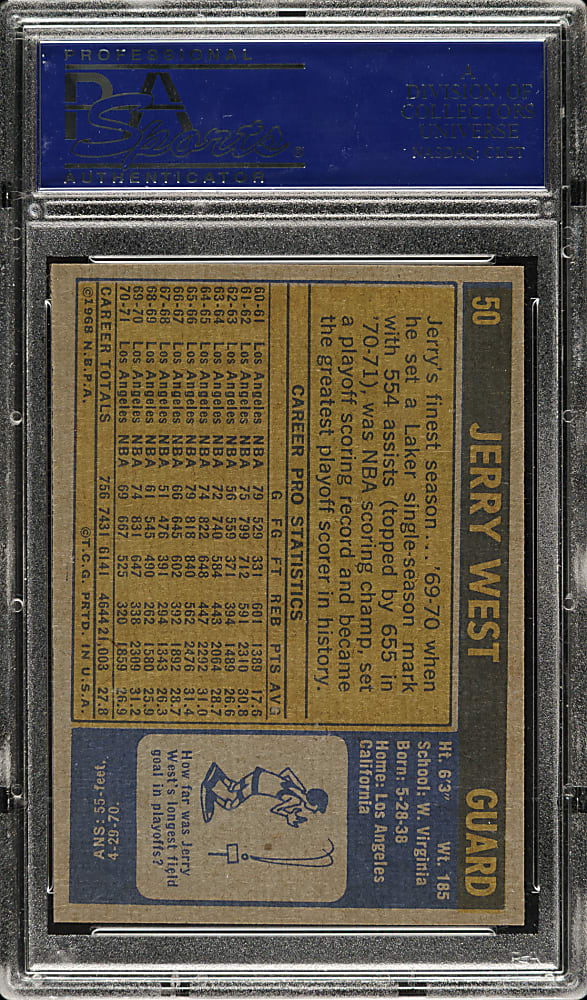 PROFESSIONAL
PSA
Sports
AUTHENTICATOR
A
DIVISION OF
COLLECTORS
UNIVERSE
NASDAQ: CLCT
50 JERRY WEST GUARD
Jerry's finest season ... '69-70 when
he set a Laker single-season mark
with 554 assists (topped by 655 in
'70-71), was NBA scoring champ, set
a playoff scoring record and became
the greatest playoff scorer in history.
CAREER PRO STATISTICS
G FG FT REB PTS AVG
60-61 Los Angeles NBA 79 529 331 601 1389 17.6
61-62 Los Angeles NBA 75 799 712 591 2310 30.8
62-63 Los Angeles NBA 56 559 371 394 1489 26.6
63-64 Los Angeles NBA 72 740 584 443 2064 28.7
64-65 Los Angeles NBA 74 822 648 447 2292 31.0
65-66 Los Angeles NBA 79 818 840 562 2476 31.4
66-67 Los Angeles NBA 66 645 602 392 1892 28.7
67-68 Los Angeles NBA 51 476 391 294 1343 26.3
68-69 Los Angeles NBA 61 545 490 262 1580 25.9
69-70 Los Angeles NBA 74 831 647 338 2309 31.2
70-71 Los Angeles NBA 69 667 525 320 1859 26.9
CAREER TOTALS 756 7431 6141 4644 21,003 27.8
©1968 N.B.P.A. ©T.C.G. PRTD. IN U.S.A.
Ht. 6'3" Wt. 185
School: W. Virginia
Born: 5-28-38
Home: Los Angeles
California
How far was Jerry
West's longest field
goal in playoffs?
ANS: 55-feet,
4-29-70.